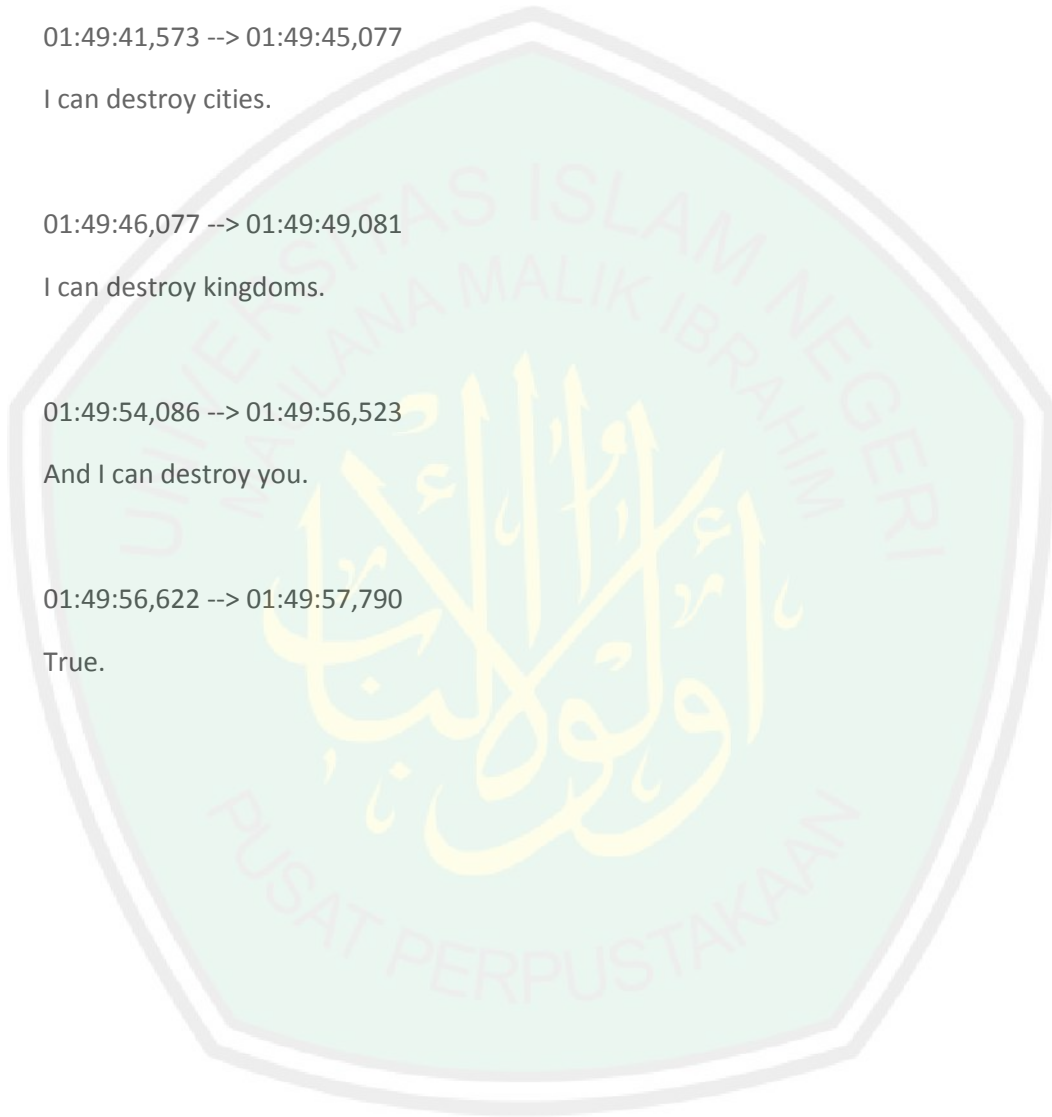 01:49:41,573 --> 01:49:45,077
I can destroy cities.
01:49:46,077 --> 01:49:49,081
I can destroy kingdoms.
01:49:54,086 --> 01:49:56,523
And I can destroy you.
01:49:56,622 --> 01:49:57,790
True.
UNIVERSITAS ISLAM NEGERI
MAULANA MALIK IBRAHIM
أولوا الألباب
PUSAT PERPUSTAKAAN